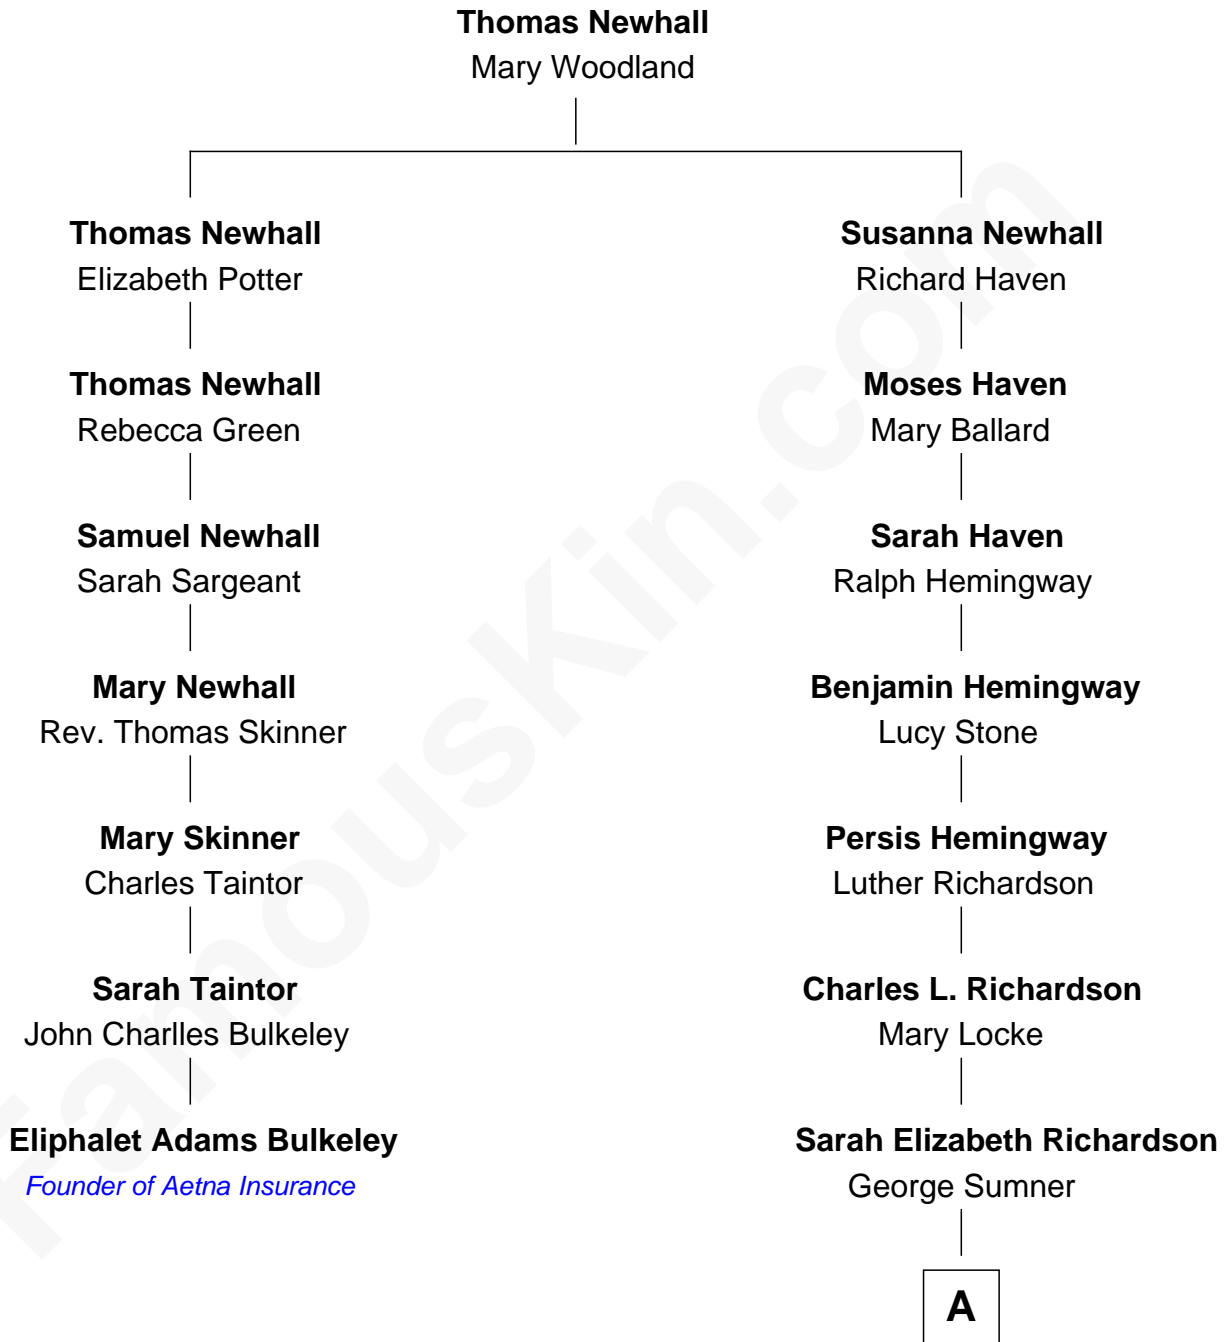 Thomas Newhall
Mary Woodland
Thomas Newhall
Elizabeth Potter
Thomas Newhall
Rebecca Green
Samuel Newhall
Sarah Sargeant
Mary Newhall
Rev. Thomas Skinner
Mary Skinner
Charles Taintor
Sarah Taintor
John Charlles Bulkeley
Eliphalet Adams Bulkeley
Founder of Aetna Insurance
Susanna Newhall
Richard Haven
Moses Haven
Mary Ballard
Sarah Haven
Ralph Hemingway
Benjamin Hemingway
Lucy Stone
Persis Hemingway
Luther Richardson
Charles L. Richardson
Mary Locke
Sarah Elizabeth Richardson
George Sumner
A
FamousKin.com